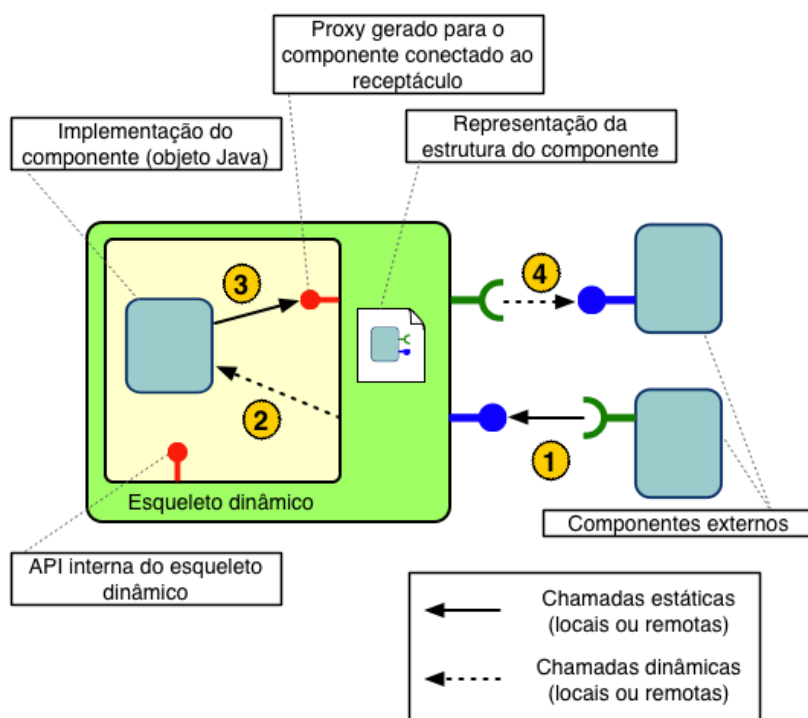 Proxy gerado para o
componente conectado ao
receptáculo
Implementação do
componente (objeto Java)
Representação da
estrutura do componente
3
4
2
1
Esqueleto dinâmico
Componentes externos
API interna do esqueleto
dinâmico
Chamadas estáticas
(locais ou remotas)
Chamadas dinâmicas
(locais ou remotas)